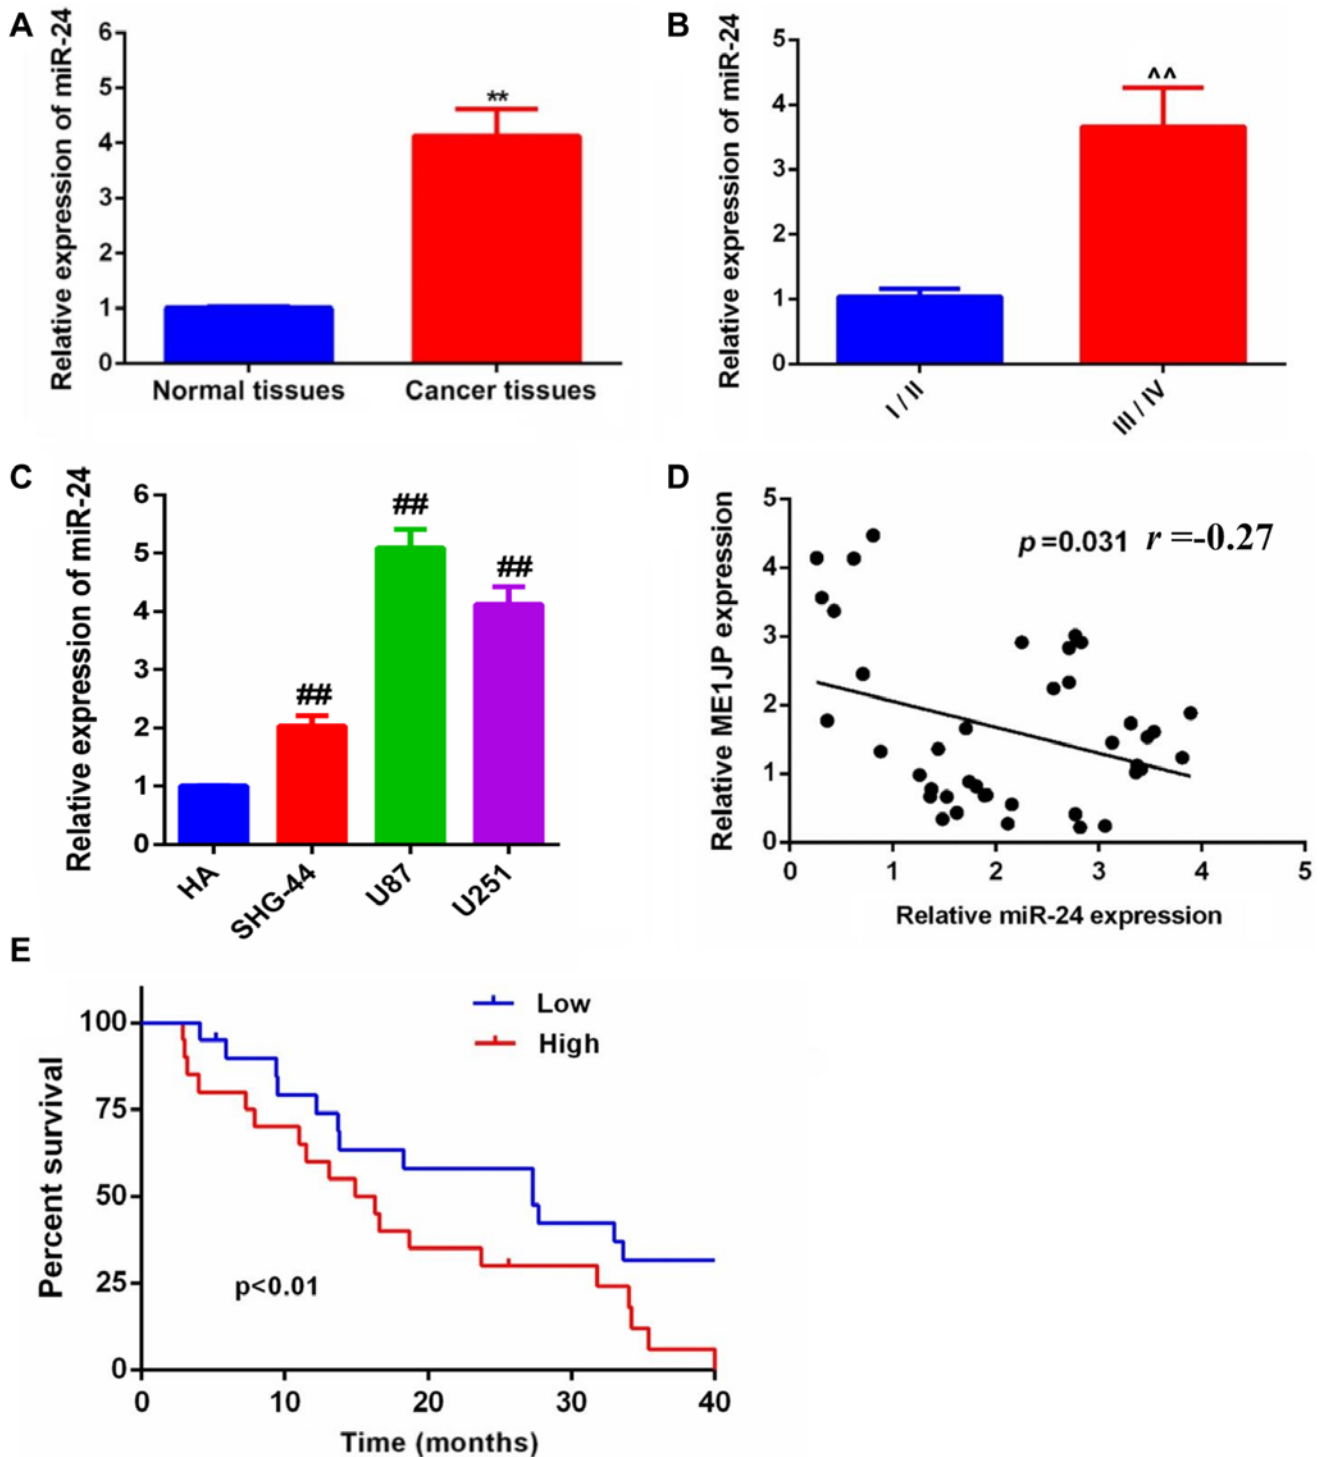 A
Relative expression of miR-24
6
5
4
3
2
1
0
**
Normal tissues
Cancer tissues
B
Relative expression of miR-24
5
4
3
2
1
0
^^
I / II
III / IV
C
Relative expression of miR-24
6
5
4
3
2
1
0
##
##
##
HA
SHG-44
U87
U251
D
Relative ME1JP expression
5
4
3
2
1
0
p=0.031 r =-0.27
0 1 2 3 4 5
Relative miR-24 expression
E
Percent survival
100
75
50
25
0
Low
High
p<0.01
0 10 20 30 40
Time (months)